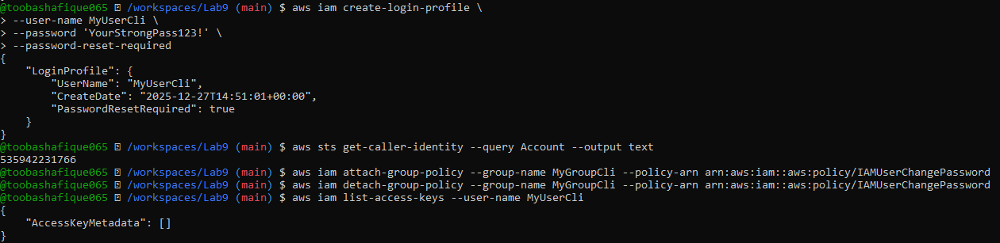 @toobashafique065 /workspaces/Lab9 (main) $ aws iam create-login-profile \
> --user-name MyUserCli \
> --password 'YourStrongPass123!' \
> --password-reset-required
{
    "LoginProfile": {
        "UserName": "MyUserCli",
        "CreateDate": "2025-12-27T14:51:01+00:00",
        "PasswordResetRequired": true
    }
}
@toobashafique065 /workspaces/Lab9 (main) $ aws sts get-caller-identity --query Account --output text
535942231766
@toobashafique065 /workspaces/Lab9 (main) $ aws iam attach-group-policy --group-name MyGroupCli --policy-arn arn:aws:iam::aws:policy/IAMUserChangePassword
@toobashafique065 /workspaces/Lab9 (main) $ aws iam detach-group-policy --group-name MyGroupCli --policy-arn arn:aws:iam::aws:policy/IAMUserChangePassword
@toobashafique065 /workspaces/Lab9 (main) $ aws iam list-access-keys --user-name MyUserCli
{
    "AccessKeyMetadata": []
}